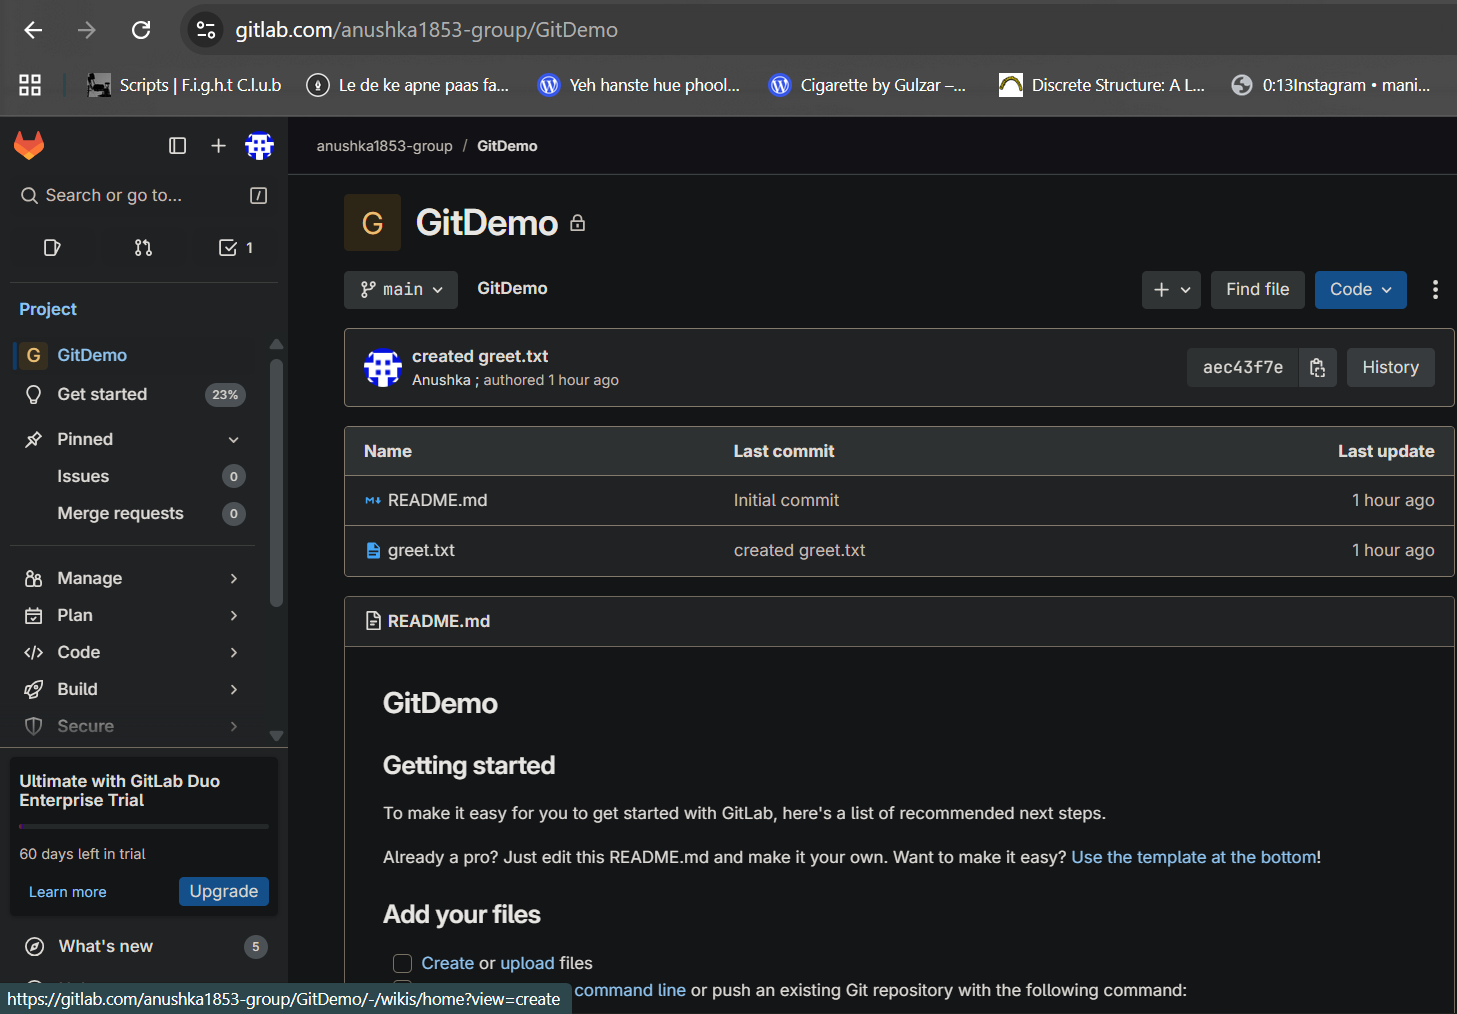 gitlab.com/anushka1853-group/GitDemo
Scripts | F.i.g.h.t C.l.u.b
Le de ke apne paas fa...
Yeh hanste hue phool...
Cigarette by Gulzar –...
Discrete Structure: A L...
0:13Instagram • mani...
anushka1853-group / GitDemo
Search or go to...
/
1
Project
G GitDemo
Get started 23%
Pinned
Issues 0
Merge requests 0
Manage
Plan
Code
Build
Secure
Ultimate with GitLab Duo
Enterprise Trial
60 days left in trial
Learn more Upgrade
What's new 5
https://gitlab.com/anushka1853-group/GitDemo/-/wikis/home?view=create
G GitDemo
main GitDemo
+ Find file Code
created greet.txt
Anushka ; authored 1 hour ago
aec43f7e History
Name Last commit Last update
README.md Initial commit 1 hour ago
greet.txt created greet.txt 1 hour ago
README.md
GitDemo
Getting started
To make it easy for you to get started with GitLab, here's a list of recommended next steps.
Already a pro? Just edit this README.md and make it your own. Want to make it easy? Use the template at the bottom!
Add your files
Create or upload files
command line or push an existing Git repository with the following command: